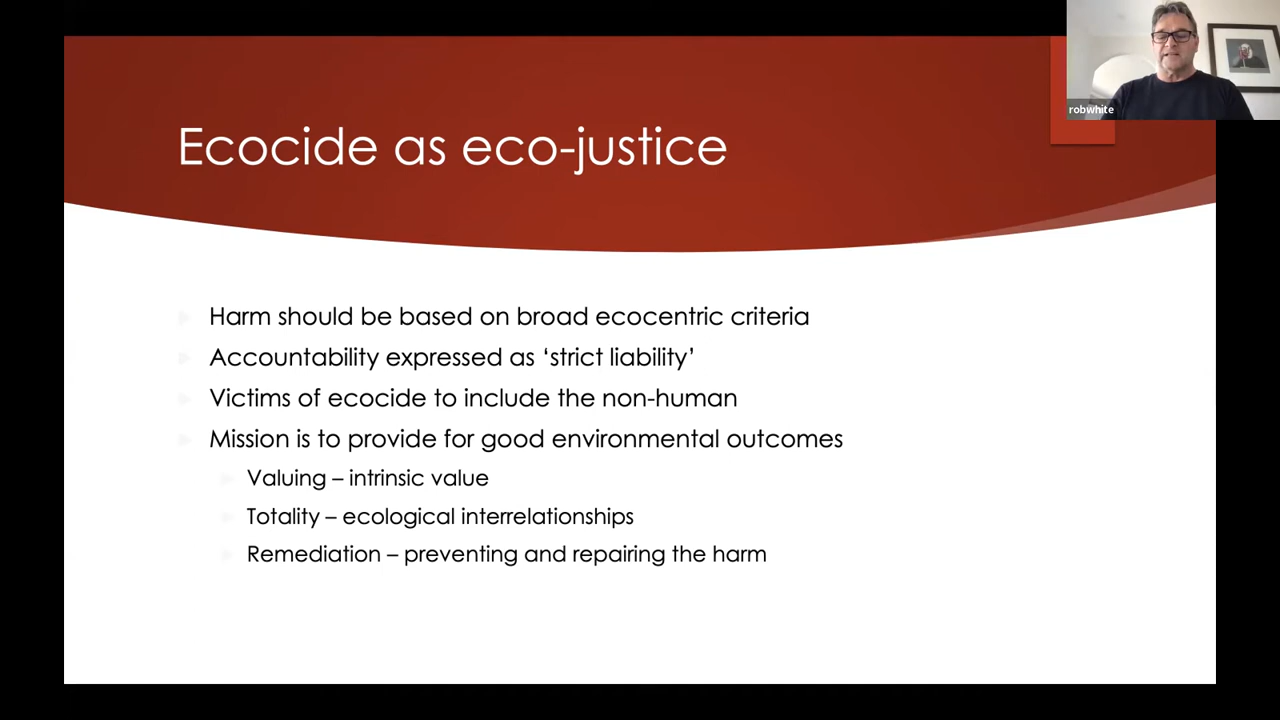 robwhite
Ecocide as eco-justice
Harm should be based on broad ecocentric criteria
Accountability expressed as ‘strict liability’
Victims of ecocide to include the non-human
Mission is to provide for good environmental outcomes
Valuing – intrinsic value
Totality – ecological interrelationships
Remediation – preventing and repairing the harm